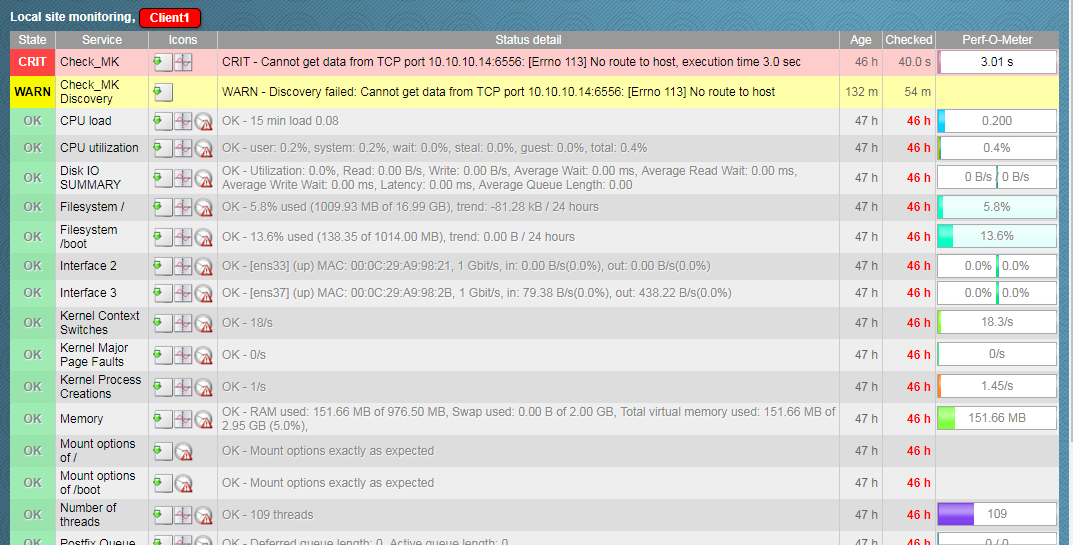 Local site monitoring, Client1
State Service Icons Status detail Age Checked Perf-O-Meter
CRIT Check_MK CRIT - Cannot get data from TCP port 10.10.10.14:6556: [Errno 113] No route to host, execution time 3.0 sec 46 h 40.0 s 3.01 s
WARN Check_MK
Discovery WARN - Discovery failed: Cannot get data from TCP port 10.10.10.14:6556: [Errno 113] No route to host 132 m 54 m
OK CPU load OK - 15 min load 0.08 47 h 46 h 0.200
OK CPU utilization OK - user: 0.2%, system: 0.2%, wait: 0.0%, steal: 0.0%, guest: 0.0%, total: 0.4% 47 h 46 h 0.4%
OK Disk IO
SUMMARY OK - Utilization: 0.0%, Read: 0.00 B/s, Write: 0.00 B/s, Average Wait: 0.00 ms, Average Read Wait: 0.00 ms,
Average Write Wait: 0.00 ms, Latency: 0.00 ms, Average Queue Length: 0.00 47 h 46 h 0 B/s / 0 B/s
OK Filesystem / OK - 5.8% used (1009.93 MB of 16.99 GB), trend: -81.28 kB / 24 hours 47 h 46 h 5.8%
OK Filesystem
/boot OK - 13.6% used (138.35 of 1014.00 MB), trend: 0.00 B / 24 hours 47 h 46 h 13.6%
OK Interface 2 OK - [ens33] (up) MAC: 00:0C:29:A9:98:21, 1 Gbit/s, in: 0.00 B/s(0.0%), out: 0.00 B/s(0.0%) 47 h 46 h 0.0% 0.0%
OK Interface 3 OK - [ens37] (up) MAC: 00:0C:29:A9:98:2B, 1 Gbit/s, in: 79.38 B/s(0.0%), out: 438.22 B/s(0.0%) 47 h 46 h 0.0% 0.0%
OK Kernel Context
Switches OK - 18/s 47 h 46 h 18.3/s
OK Kernel Major
Page Faults OK - 0/s 47 h 46 h 0/s
OK Kernel Process
Creations OK - 1/s 47 h 46 h 1.45/s
OK Memory OK - RAM used: 151.66 MB of 976.50 MB, Swap used: 0.00 B of 2.00 GB, Total virtual memory used: 151.66 MB of
2.95 GB (5.0%), 47 h 46 h 151.66 MB
OK Mount options
of / OK - Mount options exactly as expected 47 h 46 h
OK Mount options
of /boot OK - Mount options exactly as expected 47 h 46 h
OK Number of
threads OK - 109 threads 47 h 46 h 109
OK Postfix Queue OK - Deferred queue length: 0, Active queue length: 0 47 h 46 h 0 / 0